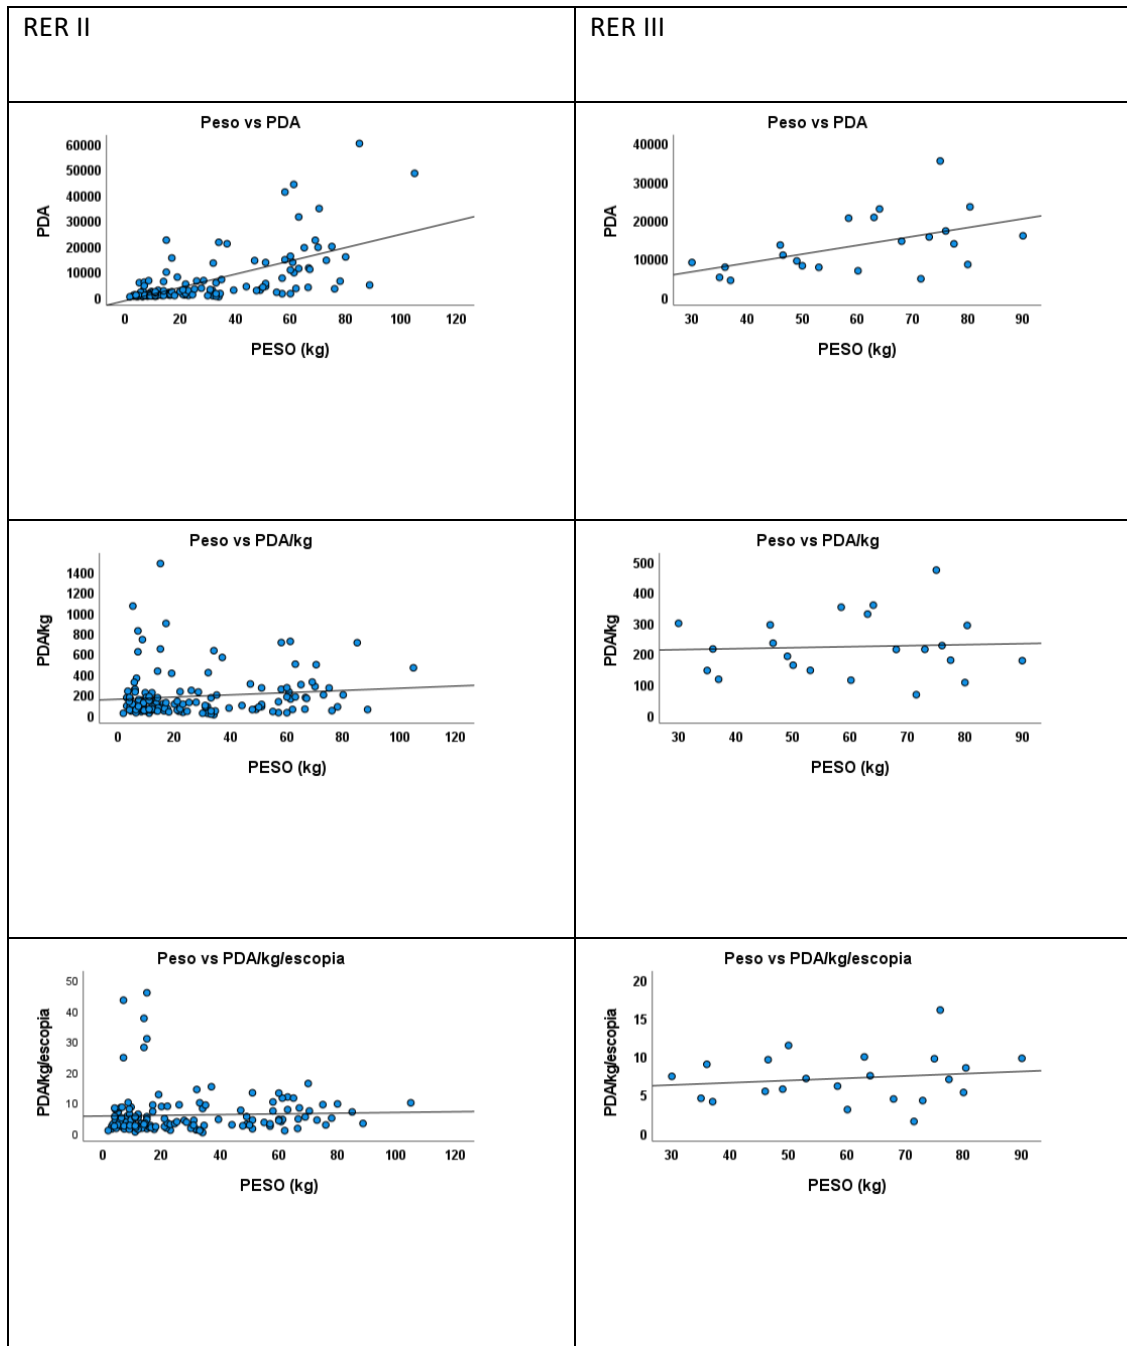 RER II
RER III
Peso vs PDA
60000
50000
40000
30000
20000
10000
0
PDA
0 20 40 60 80 100 120
PESO (kg)
Peso vs PDA
40000
30000
20000
10000
0
PDA
30 40 50 60 70 80 90
PESO (kg)
Peso vs PDA/kg
1400
1200
1000
800
600
400
200
0
PDA/kg
0 20 40 60 80 100 120
PESO (kg)
Peso vs PDA/kg
500
400
300
200
100
0
PDA/kg
30 40 50 60 70 80 90
PESO (kg)
Peso vs PDA/kg/escopia
50
40
30
20
10
0
PDA/kg/escopia
0 20 40 60 80 100 120
PESO (kg)
Peso vs PDA/kg/escopia
20
15
10
5
0
PDA/kg/escopia
30 40 50 60 70 80 90
PESO (kg)